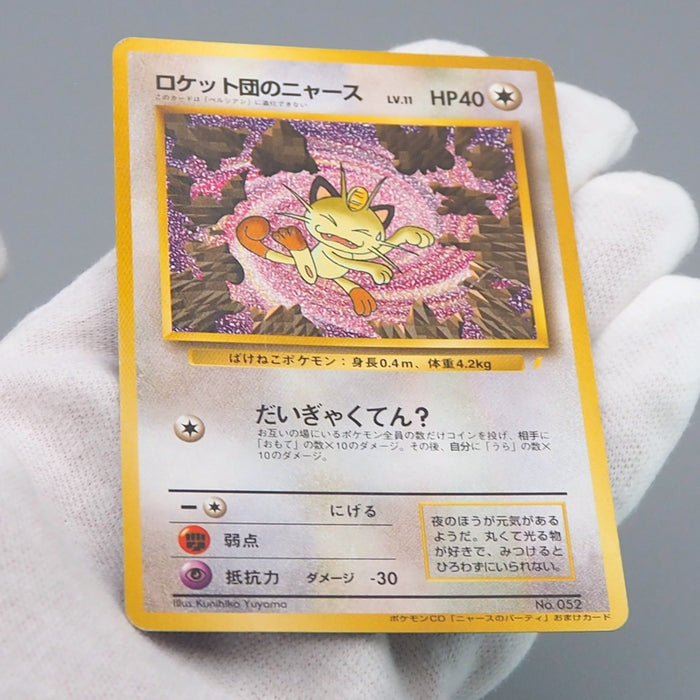 ロケット団のニャース LV.11 HP40
このカードは「ペルシアン」に進化できない
ばけねこポケモン：身長0.4m、体重4.2kg
だいぎゃくてん?
お互いの場にいるポケモン全員の数だけコインを投げ、相手に
「おもて」の数×10のダメージ。その後、自分に「うら」の数×
10のダメージ。
にげる
弱点
抵抗力 ダメージ -30
夜のほうが元気がある
ようだ。丸くて光る物
が好きで、みつけると
ひろわずにいられない。
Illus. Kunihiko Yuyama
No.052
ポケモンCD「ニャースのパーティ」おまけカード